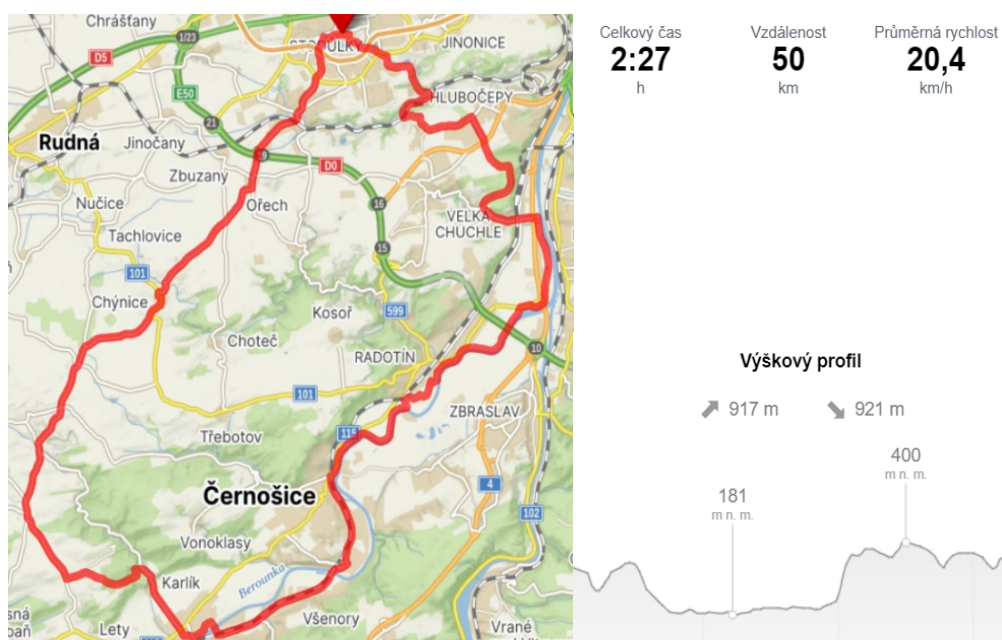 Chrášťany
1/23
D5
STODŮLKY
JINONICE
E50
HLUBOČEPY
21
Rudná
Jinočany
19
D0
Zbuzany
Nučice
Ořech
16
VELKÁ
CHUCHLE
Tachlovice
15
101
Chýnice
Kosoř
599
Choteč
RADOTÍN
10
101
ZBRASLAV
Třebotov
115
4
Černošice
102
Vonoklasy
Karlík
Berounka
Všenory
Lety
Vrané
Celkový čas
2:27
h
Vzdálenost
50
km
Průměrná rychlost
20,4
km/h
Výškový profil
917 m
921 m
400
m n. m.
181
m n. m.